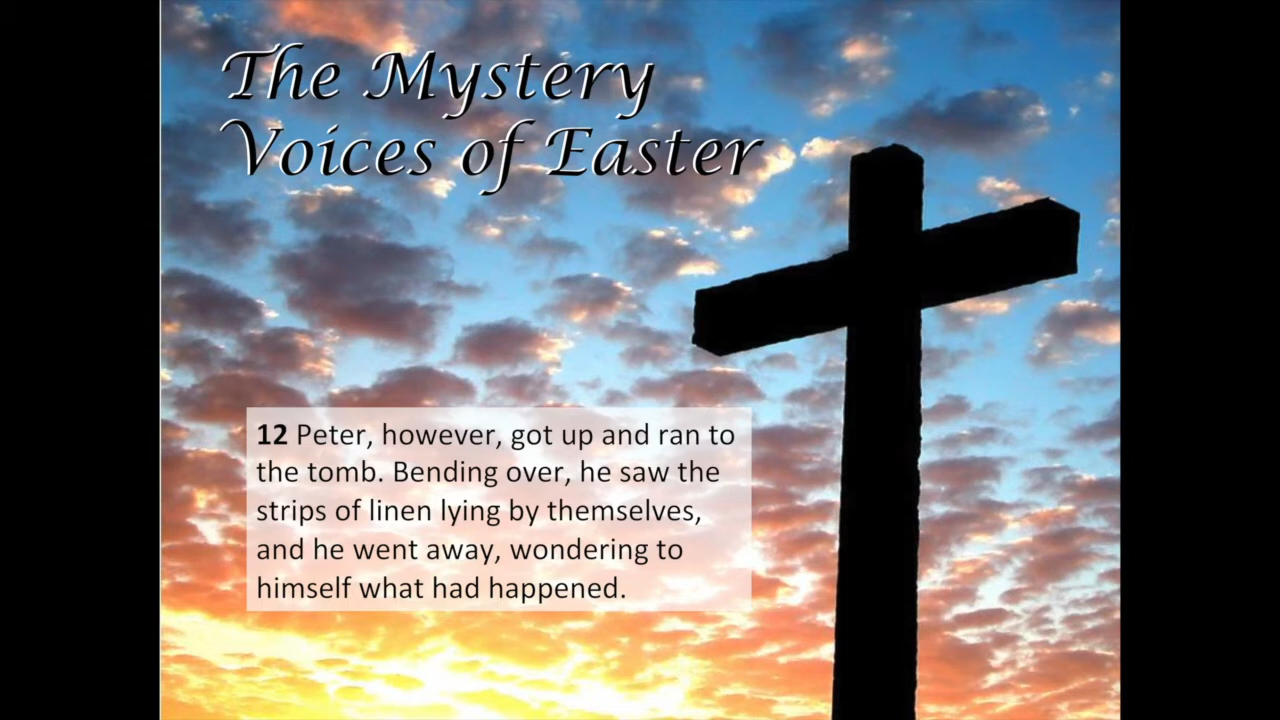 The Mystery
Voices of Easter
12 Peter, however, got up and ran to
the tomb. Bending over, he saw the
strips of linen lying by themselves,
and he went away, wondering to
himself what had happened.